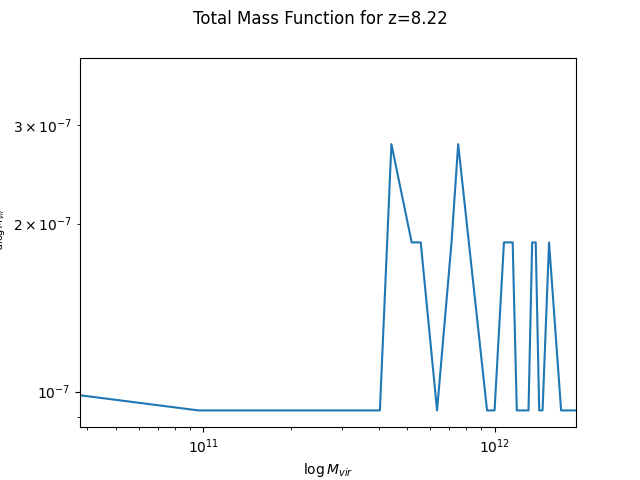 Total Mass Function for z=8.22
3 × 10⁻⁷
2 × 10⁻⁷
10⁻⁷
10¹¹ 10¹²
log M_vir